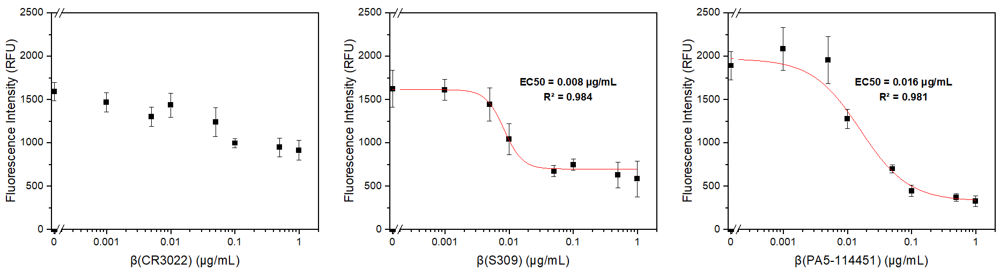 2500
2000
1500
1000
500
0
Fluorescence Intensity (RFU)
0 0.001 0.01 0.1 1
β(CR3022) (µg/mL)
2500
2000
1500
1000
500
0
Fluorescence Intensity (RFU)
EC50 = 0.008 µg/mL
R² = 0.984
0 0.001 0.01 0.1 1
β(S309) (µg/mL)
2500
2000
1500
1000
500
0
Fluorescence Intensity (RFU)
EC50 = 0.016 µg/mL
R² = 0.981
0 0.001 0.01 0.1 1
β(PA5-114451) (µg/mL)